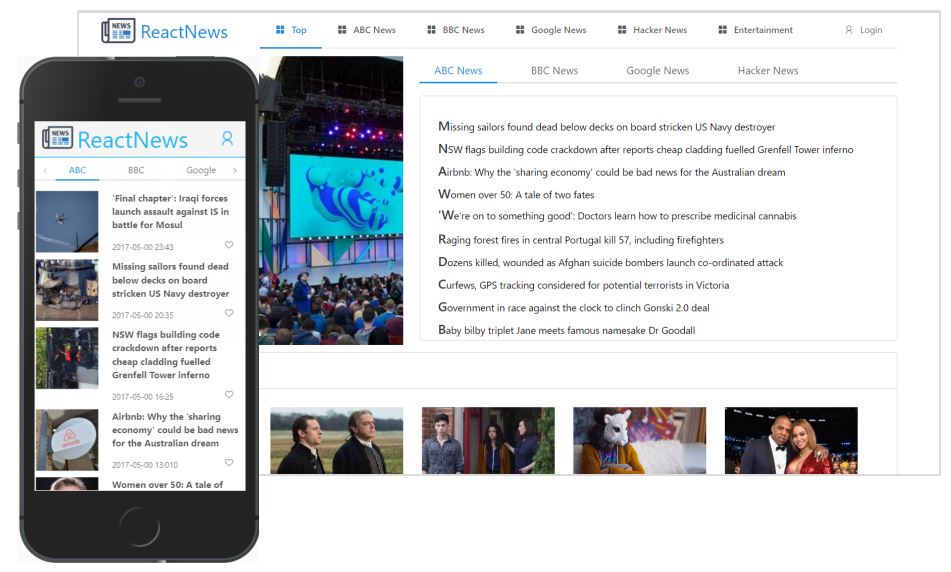 NEWS ReactNews
Top ABC News BBC News Google News Hacker News Entertainment Login
ABC News BBC News Google News Hacker News
Missing sailors found dead below decks on board stricken US Navy destroyer
NSW flags building code crackdown after reports cheap cladding fuelled Grenfell Tower inferno
Airbnb: Why the 'sharing economy' could be bad news for the Australian dream
Women over 50: A tale of two fates
'We're on to something good': Doctors learn how to prescribe medicinal cannabis
Raging forest fires in central Portugal kill 57, including firefighters
Dozens killed, wounded as Afghan suicide bombers launch co-ordinated attack
Curfews, GPS tracking considered for potential terrorists in Victoria
Government in race against the clock to clinch Gonski 2.0 deal
Baby bilby triplet Jane meets famous namesake Dr Goodall
NEWS ReactNews
< ABC BBC Google >
'Final chapter': Iraqi forces
launch assault against IS in
battle for Mosul
2017-05-00 23:43
Missing sailors found dead
below decks on board
stricken US Navy destroyer
2017-05-00 20:35
NSW flags building code
crackdown after reports
cheap cladding fuelled
Grenfell Tower inferno
2017-05-00 16:25
airbnb
Airbnb: Why the 'sharing
economy' could be bad news
for the Australian dream
2017-05-00 13:010
Women over 50: A tale of